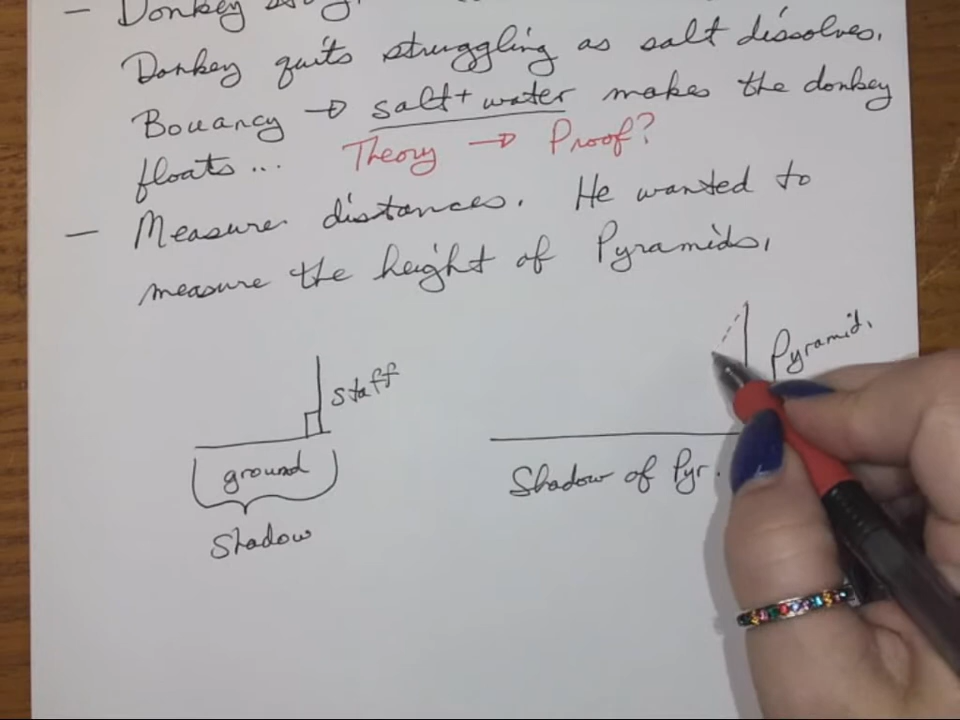 - Donkey
Donkey quits struggling as salt dissolves.
Bouancy → salt + water makes the donkey
floats... Theory → Proof?
- Measure distances. He wanted to
measure the height of Pyramids,
Pyramid,
staff
ground
Shadow of Pyr.
Shadow